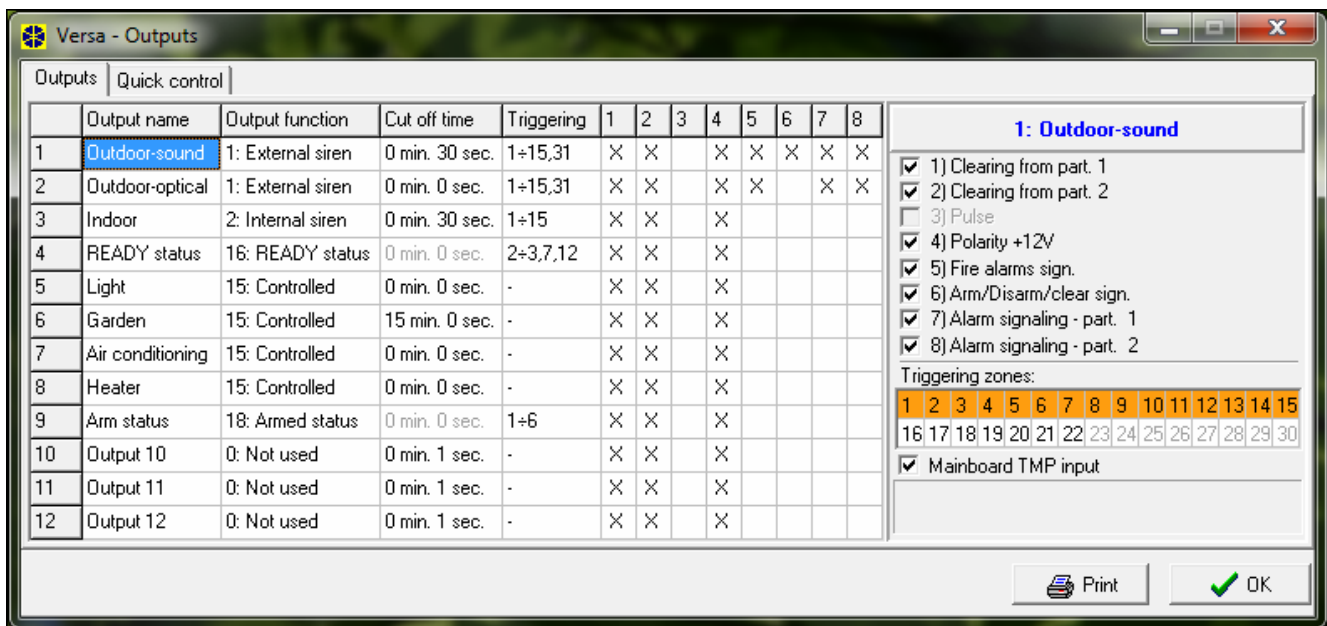 Versa - Outputs
Outputs Quick control
Output name Output function Cut off time Triggering 1 2 3 4 5 6 7 8
1 Outdoor-sound 1: External siren 0 min. 30 sec. 1÷15,31 X X X X X X X
2 Outdoor-optical 1: External siren 0 min. 0 sec. 1÷15,31 X X X X X X
3 Indoor 2: Internal siren 0 min. 30 sec. 1÷15 X X X
4 READY status 16: READY status 0 min. 0 sec. 2÷3,7,12 X X X
5 Light 15: Controlled 0 min. 0 sec. - X X X
6 Garden 15: Controlled 15 min. 0 sec. - X X X
7 Air conditioning 15: Controlled 0 min. 0 sec. - X X X
8 Heater 15: Controlled 0 min. 0 sec. - X X X
9 Arm status 18: Armed status 0 min. 0 sec. 1÷6 X X X
10 Output 10 0: Not used 0 min. 1 sec. - X X X
11 Output 11 0: Not used 0 min. 1 sec. - X X X
12 Output 12 0: Not used 0 min. 1 sec. - X X X
1: Outdoor-sound
1) Clearing from part. 1
2) Clearing from part. 2
3) Pulse
4) Polarity +12V
5) Fire alarms sign.
6) Arm/Disarm/clear sign.
7) Alarm signaling - part. 1
8) Alarm signaling - part. 2
Triggering zones:
1 2 3 4 5 6 7 8 9 10 11 12 13 14 15
16 17 18 19 20 21 22 23 24 25 26 27 28 29 30
Mainboard TMP input
Print OK